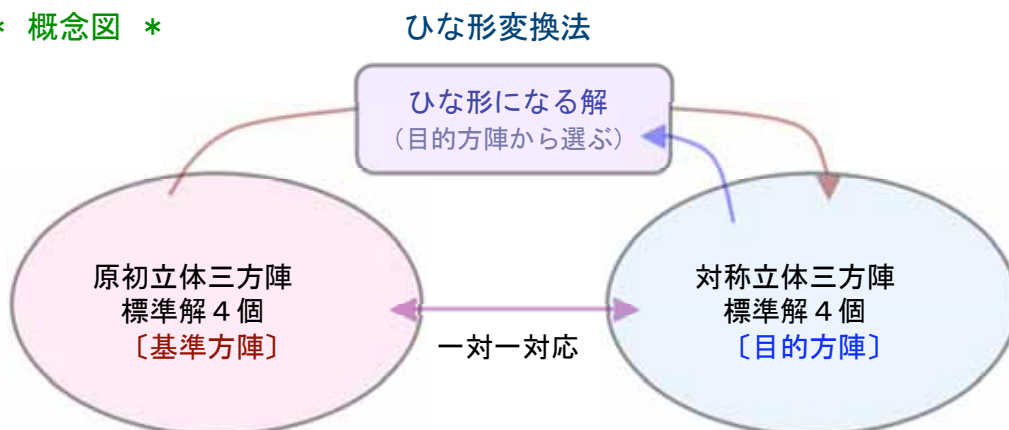 * 概念図 *
ひな形変換法
ひな形になる解
（目的方陣から選ぶ）
原初立体三方陣
標準解４個
〔基準方陣〕
一対一対応
対称立体三方陣
標準解４個
〔目的方陣〕